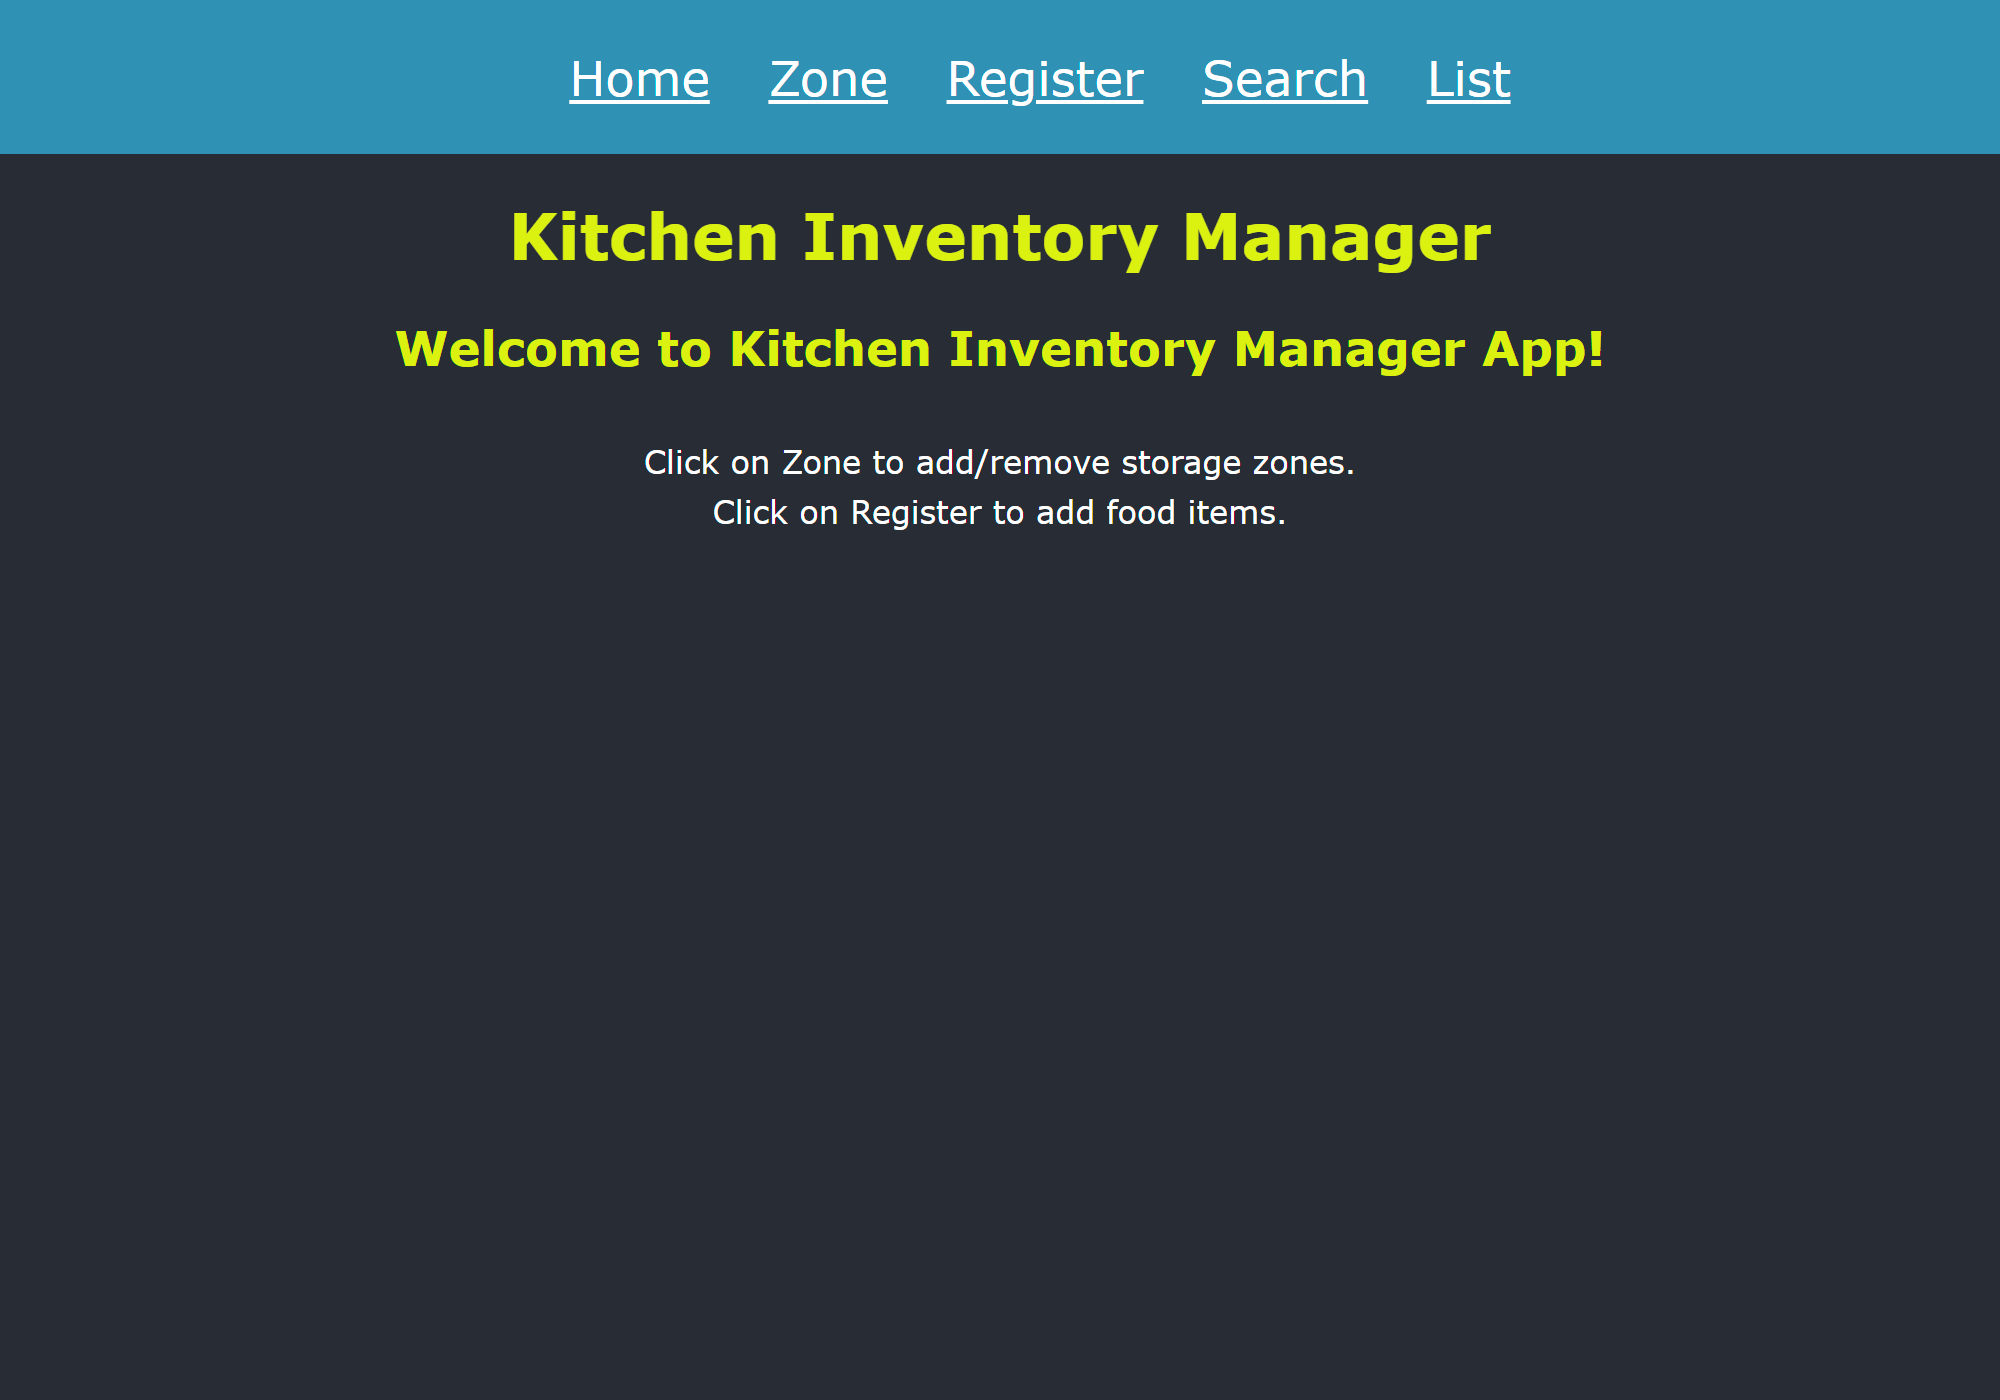 Home Zone Register Search List
Kitchen Inventory Manager
Welcome to Kitchen Inventory Manager App!
Click on Zone to add/remove storage zones.
Click on Register to add food items.